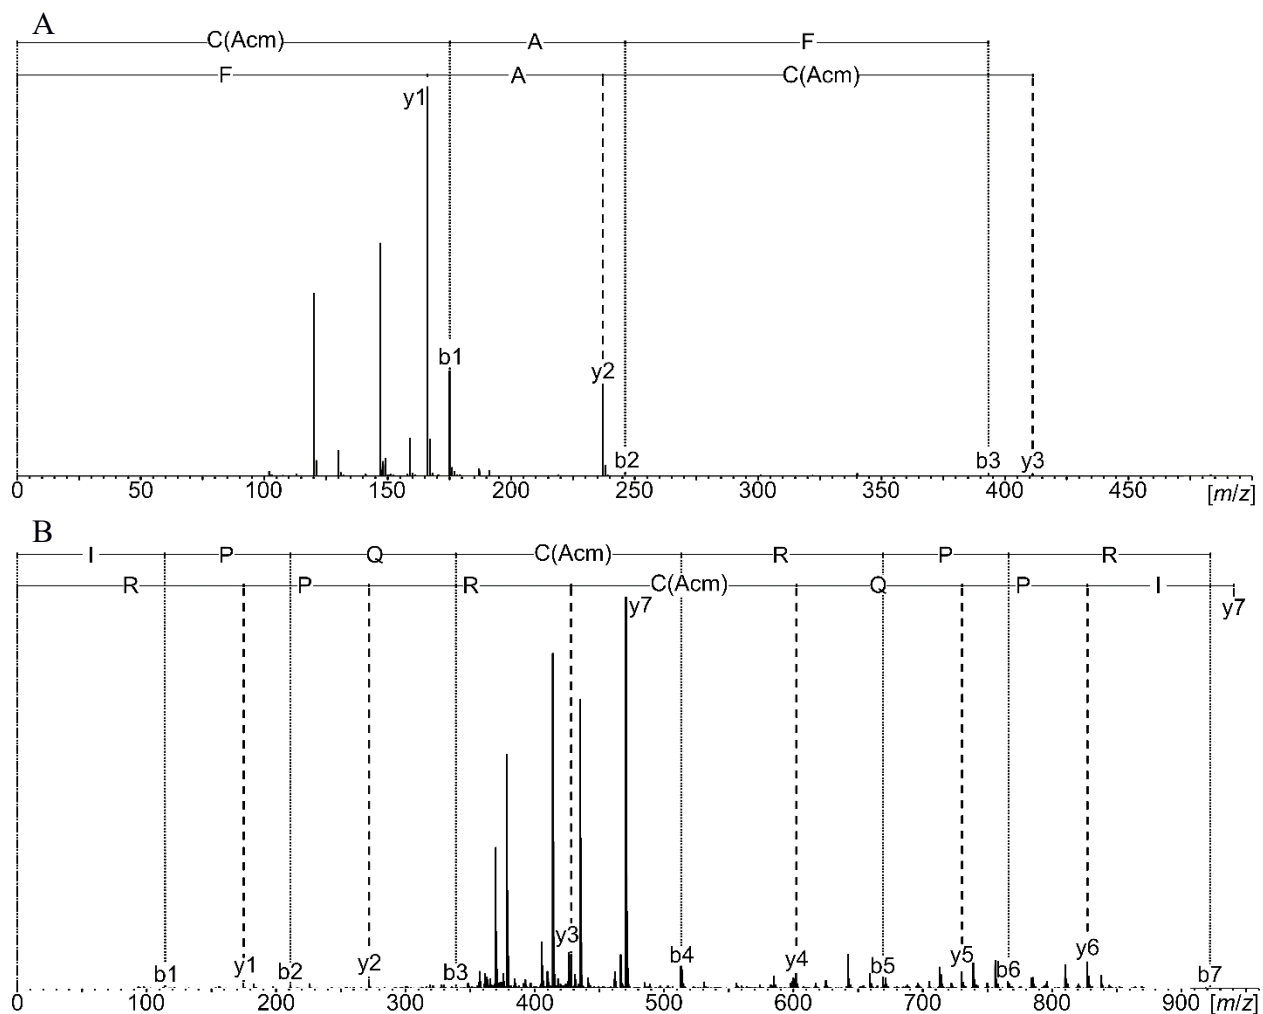 A
C(Acm) A F
F A C(Acm)
y1
b1
y2
b2 b3 y3
0 100 150 200 250 300 350 400 450 [m/z]
B
I P Q C(Acm) R P R
R P R C(Acm) Q P I
y7 y7
y3
b1 y1 b2 y2 b3 b4 y4 b5 y5 b6 y6 b7
0 100 200 300 400 500 600 700 800 900 [m/z]